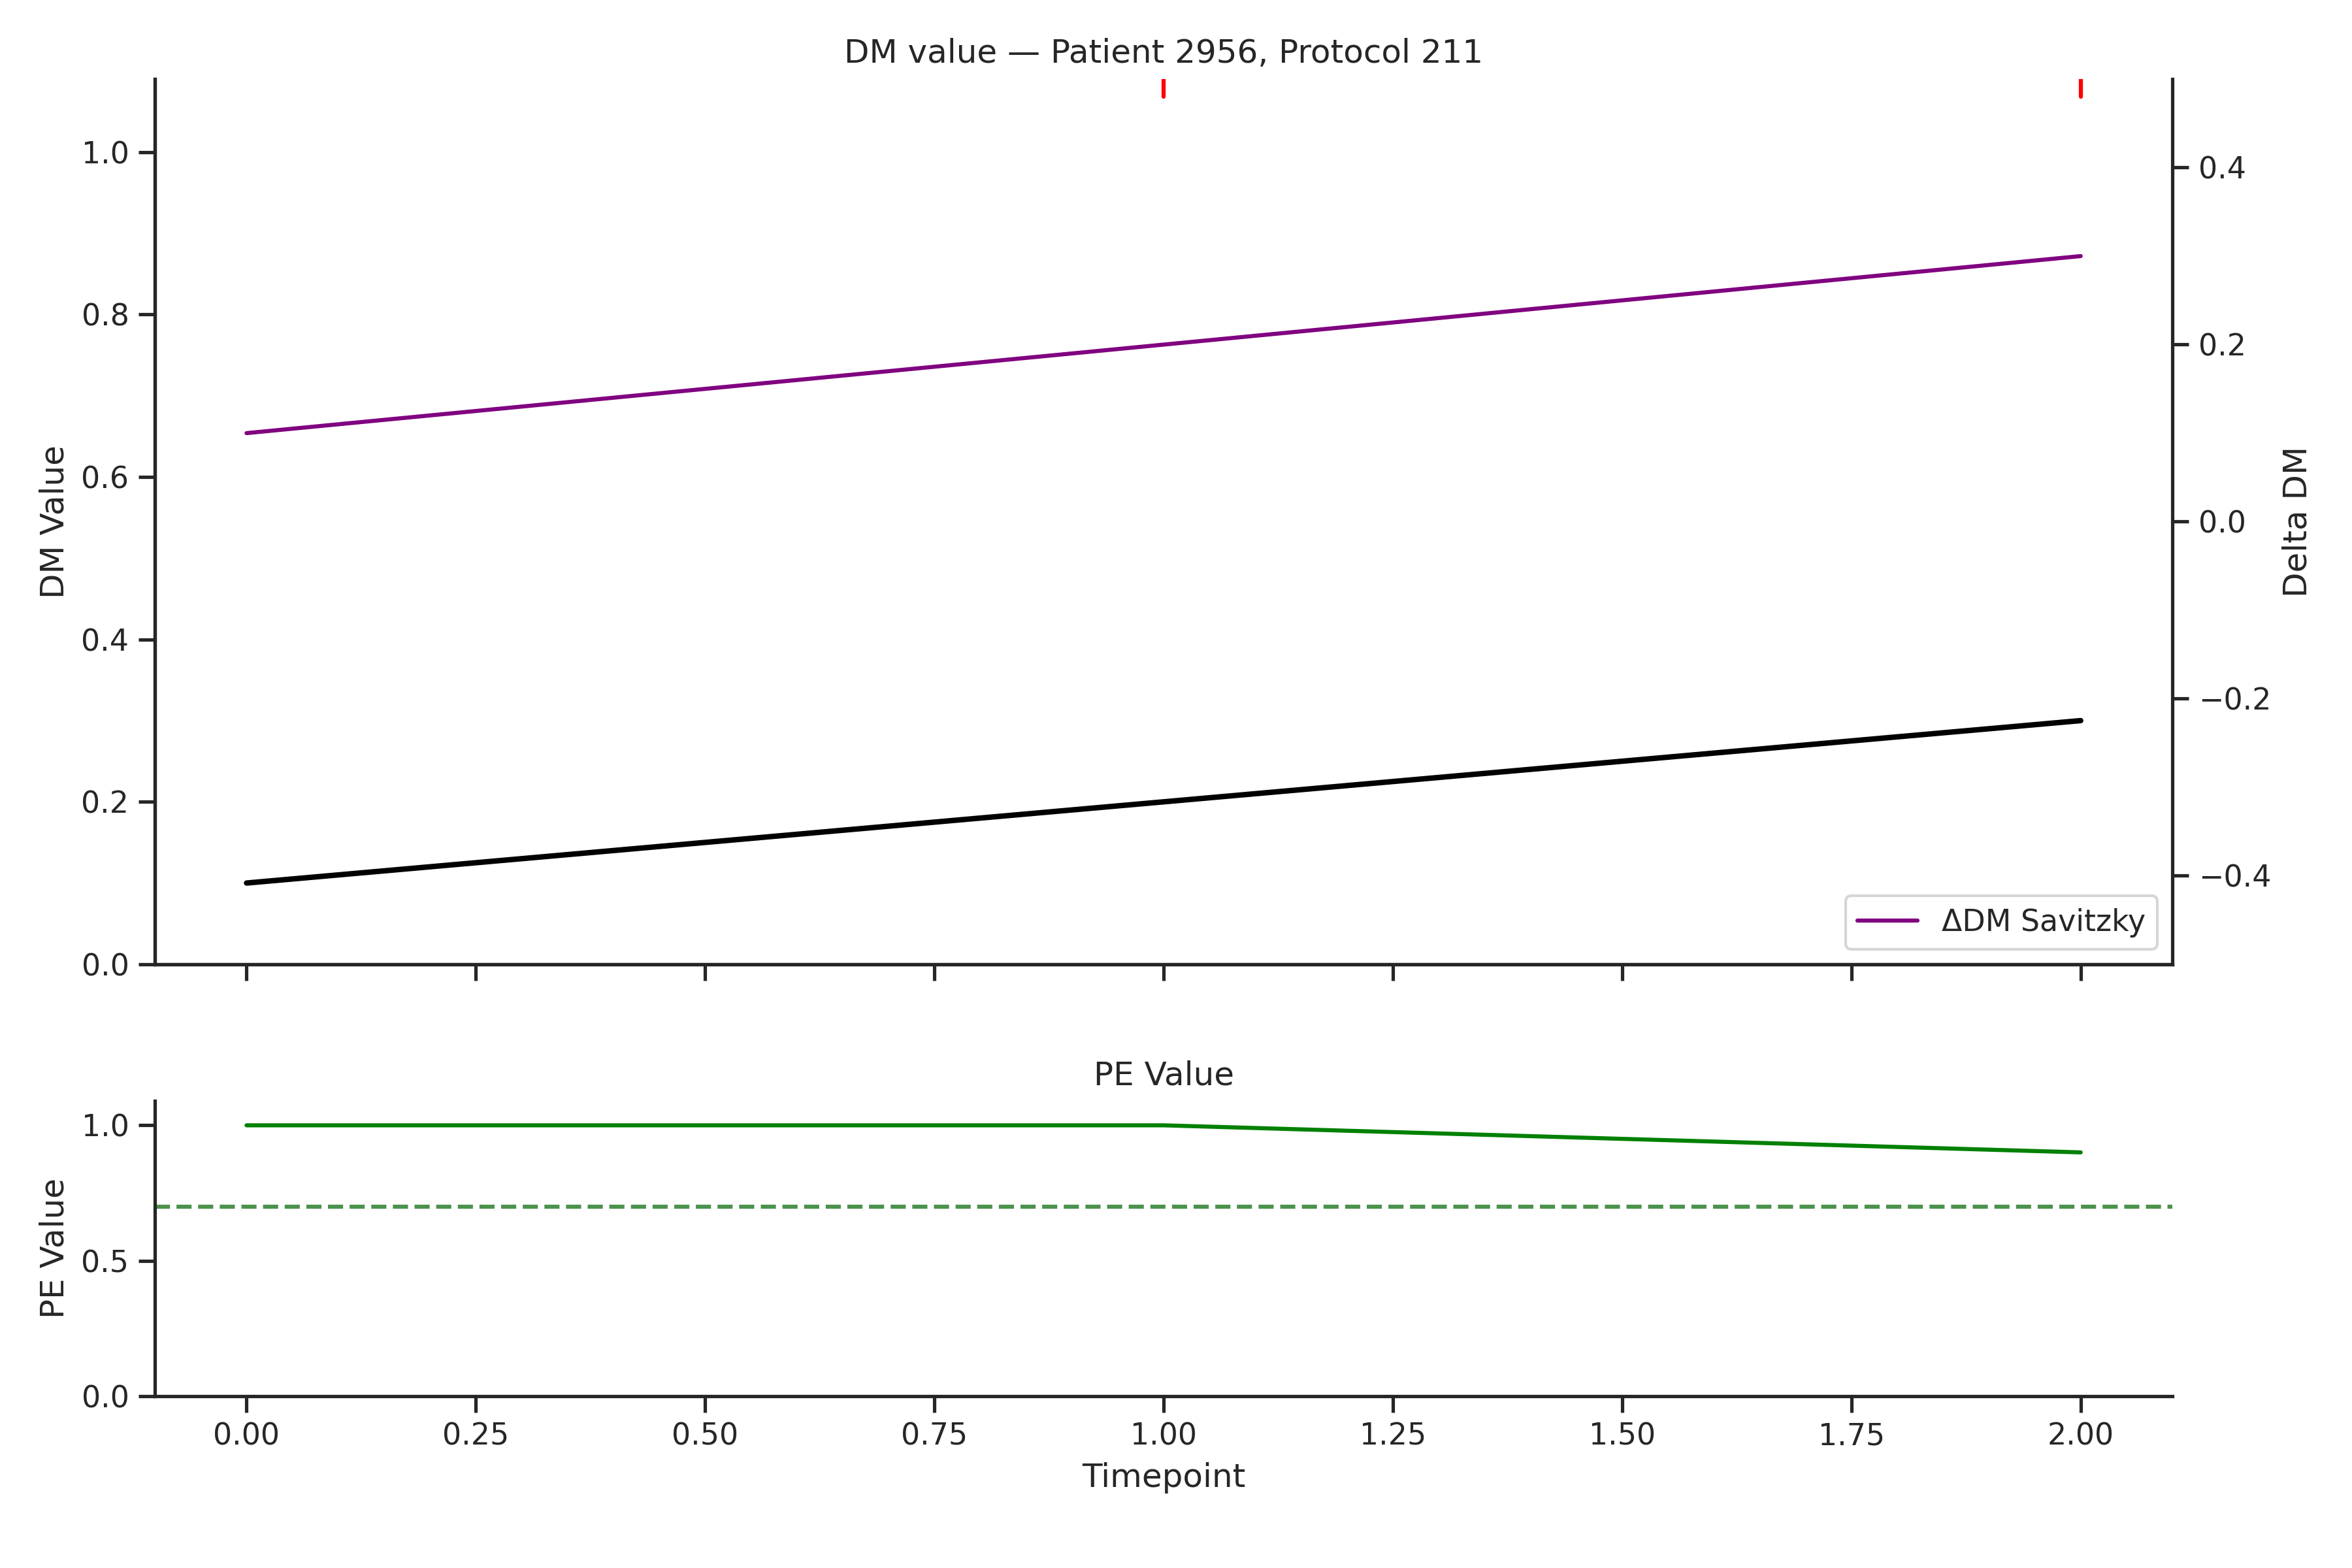 DM value — Patient 2956, Protocol 211
1.0
0.8
0.6
0.4
0.2
0.0
DM Value
0.4
0.2
0.0
−0.2
−0.4
Delta DM
ΔDM Savitzky
PE Value
1.0
0.5
0.0
PE Value
0.00 0.25 0.50 0.75 1.00 1.25 1.50 1.75 2.00
Timepoint